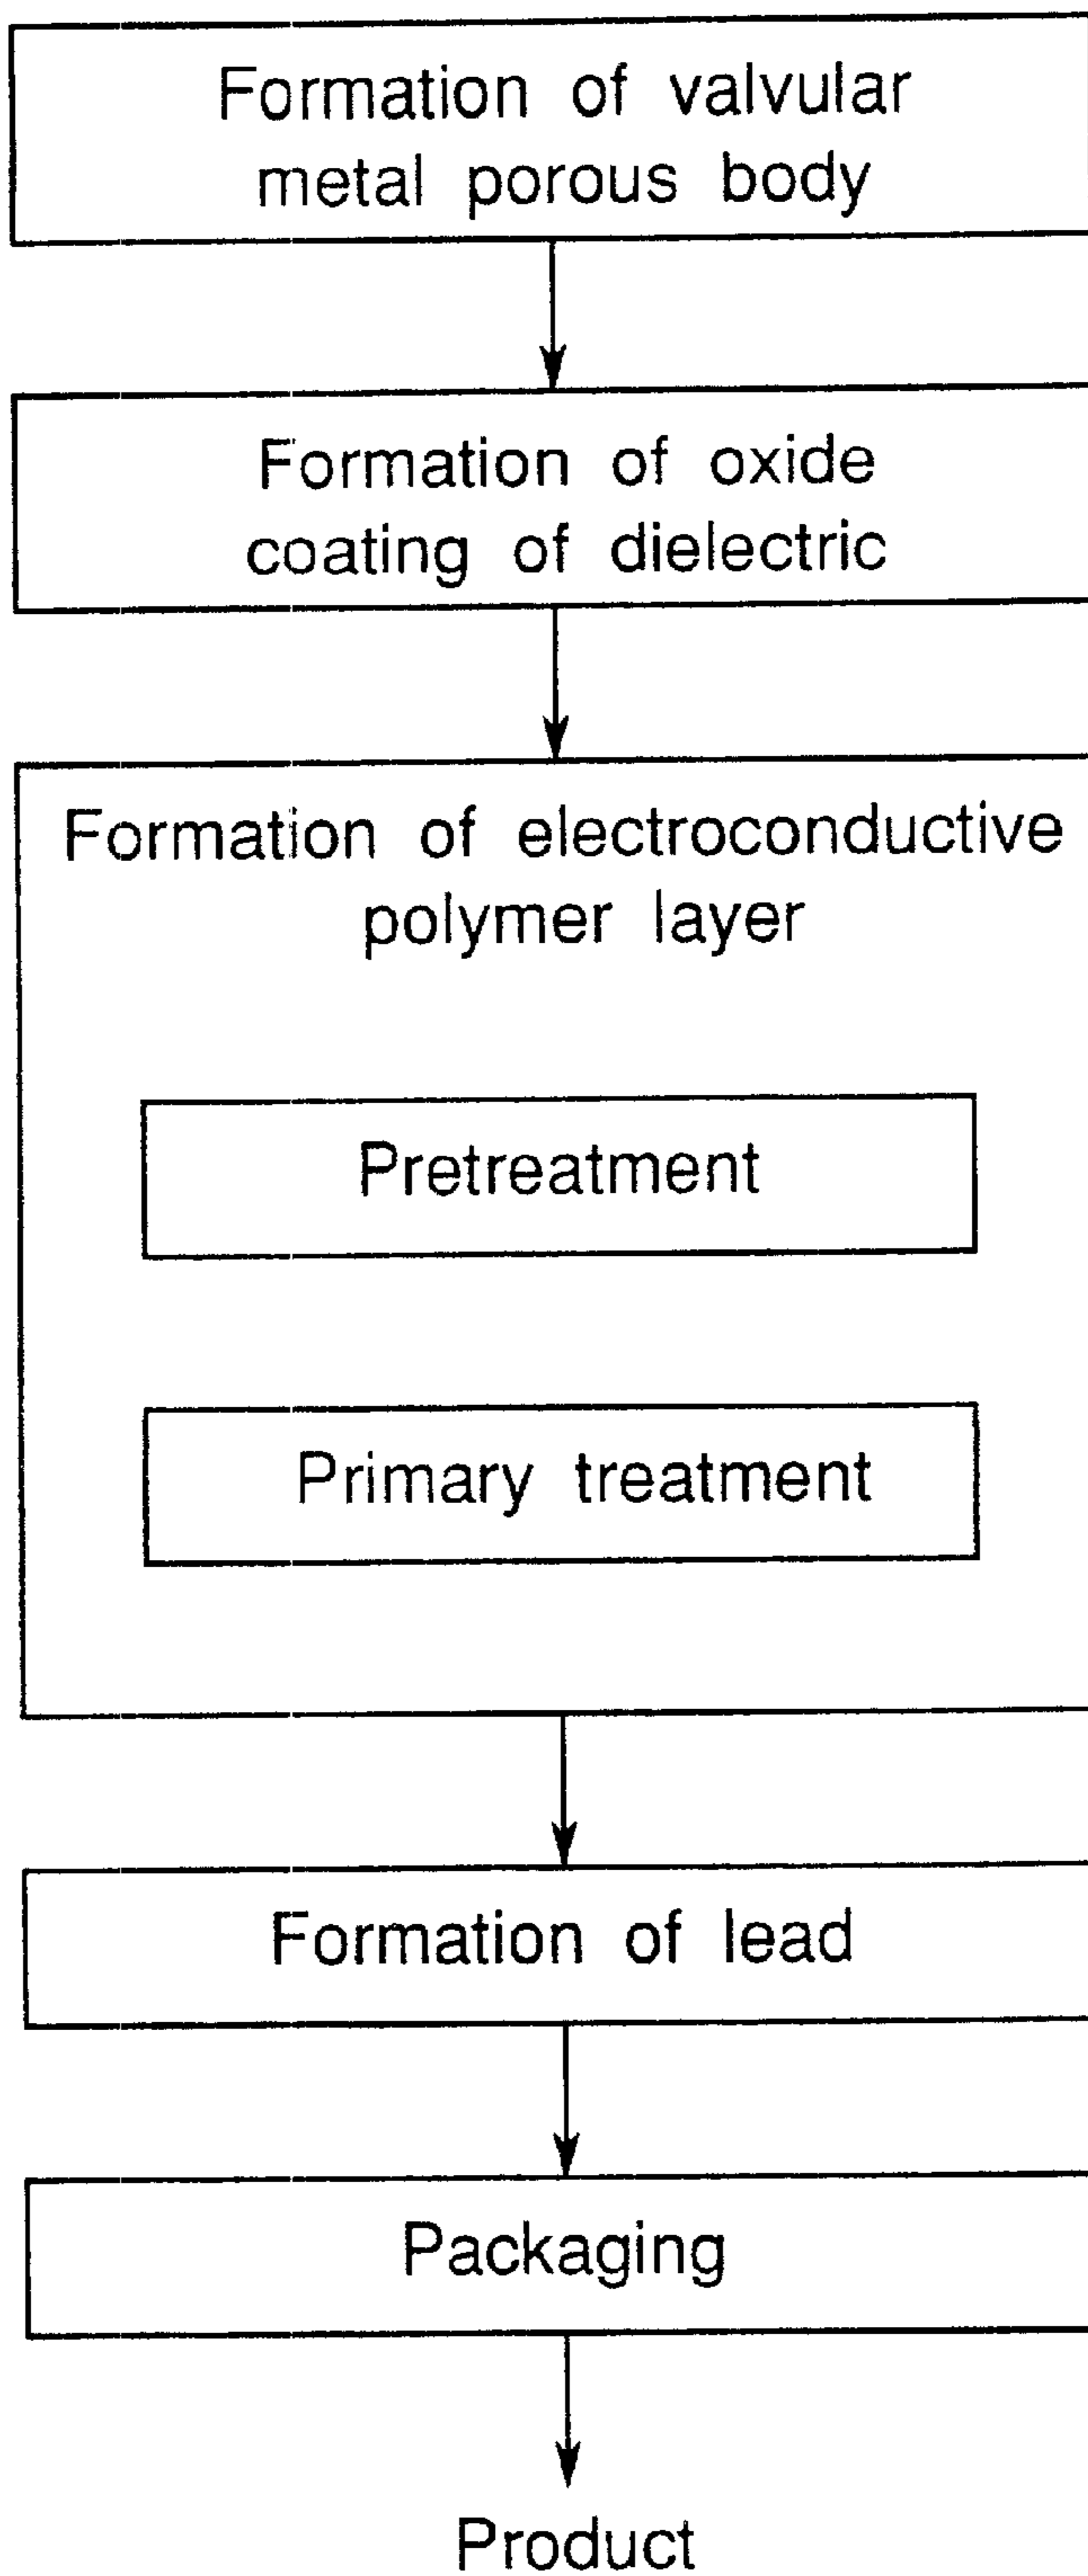 Formation of valvular
metal porous body
Formation of oxide
coating of dielectric
Formation of electroconductive
polymer layer
Pretreatment
Primary treatment
Formation of lead
Packaging
Product